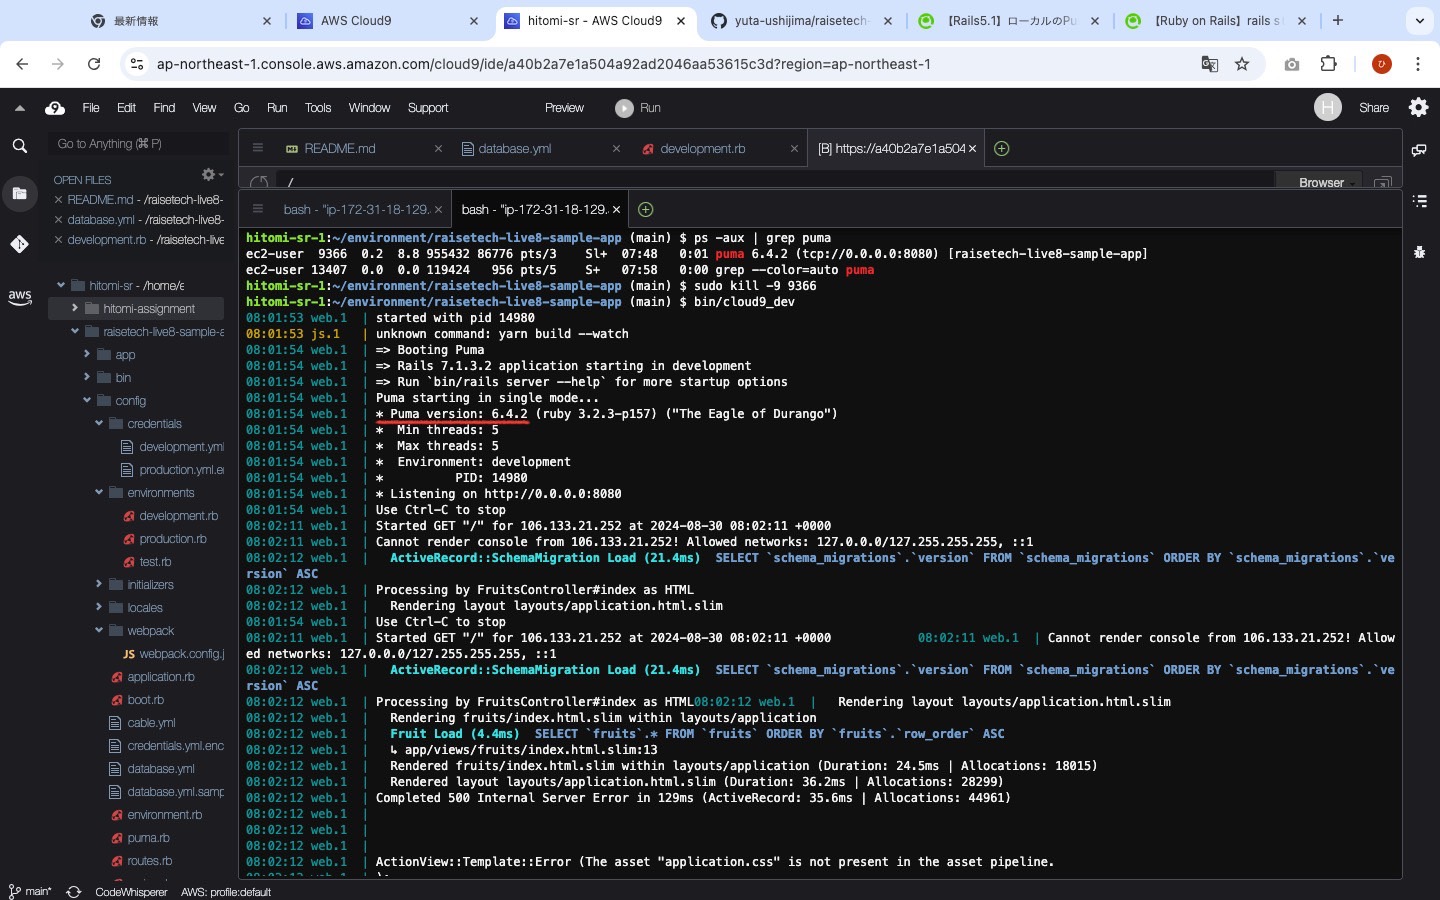 最新情報
AWS Cloud9
hitomi-sr - AWS Cloud9
yuta-ushijima/raisetech-
【Rails5.1】ローカルのPu
【Ruby on Rails】rails s
ap-northeast-1.console.aws.amazon.com/cloud9/ide/a40b2a7e1a504a92ad2046aa53615c3d?region=ap-northeast-1
ひ
9 File Edit Find View Go Run Tools Window Support Preview Run H Share
Go to Anything (⌘ P)
README.md
database.yml
development.rb
[B] https://a40b2a7e1a504
OPEN FILES
README.md - /raisetech-live8-
database.yml - /raisetech-live8-
development.rb - /raisetech-live
/
Browser
bash - "ip-172-31-18-129.
bash - "ip-172-31-18-129.
aws
hitomi-sr - /home/e
hitomi-assignment
raisetech-live8-sample-a
app
bin
config
credentials
development.yml
production.yml.e
environments
development.rb
production.rb
test.rb
initializers
locales
webpack
JS webpack.config.j
application.rb
boot.rb
cable.yml
credentials.yml.enc
database.yml
database.yml.samp
environment.rb
puma.rb
routes.rb
hitomi-sr-1:~/environment/raisetech-live8-sample-app (main) $ ps -aux | grep puma
ec2-user  9366  0.2  8.8 955432 86776 pts/3    Sl+  07:48   0:01 puma 6.4.2 (tcp://0.0.0.0:8080) [raisetech-live8-sample-app]
ec2-user 13407  0.0  0.0 119424   956 pts/5    S+   07:58   0:00 grep --color=auto puma
hitomi-sr-1:~/environment/raisetech-live8-sample-app (main) $ sudo kill -9 9366
hitomi-sr-1:~/environment/raisetech-live8-sample-app (main) $ bin/cloud9_dev
08:01:53 web.1  | started with pid 14980
08:01:53 js.1   | unknown command: yarn build --watch
08:01:54 web.1  | => Booting Puma
08:01:54 web.1  | => Rails 7.1.3.2 application starting in development
08:01:54 web.1  | => Run `bin/rails server --help` for more startup options
08:01:54 web.1  | Puma starting in single mode...
08:01:54 web.1  | * Puma version: 6.4.2 (ruby 3.2.3-p157) ("The Eagle of Durango")
08:01:54 web.1  | *  Min threads: 5
08:01:54 web.1  | *  Max threads: 5
08:01:54 web.1  | *  Environment: development
08:01:54 web.1  | *          PID: 14980
08:01:54 web.1  | * Listening on http://0.0.0.0:8080
08:01:54 web.1  | Use Ctrl-C to stop
08:02:11 web.1  | Started GET "/" for 106.133.21.252 at 2024-08-30 08:02:11 +0000
08:02:11 web.1  | Cannot render console from 106.133.21.252! Allowed networks: 127.0.0.0/127.255.255.255, ::1
08:02:12 web.1  |   ActiveRecord::SchemaMigration Load (21.4ms)  SELECT `schema_migrations`.`version` FROM `schema_migrations` ORDER BY `schema_migrations`.`ve
rsion` ASC
08:02:12 web.1  | Processing by FruitsController#index as HTML
08:02:12 web.1  |   Rendering layout layouts/application.html.slim
08:01:54 web.1  | Use Ctrl-C to stop
08:02:11 web.1  | Started GET "/" for 106.133.21.252 at 2024-08-30 08:02:11 +0000            08:02:11 web.1  | Cannot render console from 106.133.21.252! Allow
ed networks: 127.0.0.0/127.255.255.255, ::1
08:02:12 web.1  |   ActiveRecord::SchemaMigration Load (21.4ms)  SELECT `schema_migrations`.`version` FROM `schema_migrations` ORDER BY `schema_migrations`.`ve
rsion` ASC
08:02:12 web.1  | Processing by FruitsController#index as HTML08:02:12 web.1  |   Rendering layout layouts/application.html.slim
08:02:12 web.1  |   Rendering fruits/index.html.slim within layouts/application
08:02:12 web.1  |   Fruit Load (4.4ms)  SELECT `fruits`.* FROM `fruits` ORDER BY `fruits`.`row_order` ASC
08:02:12 web.1  |   ↳ app/views/fruits/index.html.slim:13
08:02:12 web.1  |   Rendered fruits/index.html.slim within layouts/application (Duration: 24.5ms | Allocations: 18015)
08:02:12 web.1  |   Rendered layout layouts/application.html.slim (Duration: 36.2ms | Allocations: 28299)
08:02:12 web.1  | Completed 500 Internal Server Error in 129ms (ActiveRecord: 35.6ms | Allocations: 44961)
08:02:12 web.1  |
08:02:12 web.1  |
08:02:12 web.1  |
08:02:12 web.1  | ActionView::Template::Error (The asset "application.css" is not present in the asset pipeline.
main* CodeWhisperer AWS: profile:default